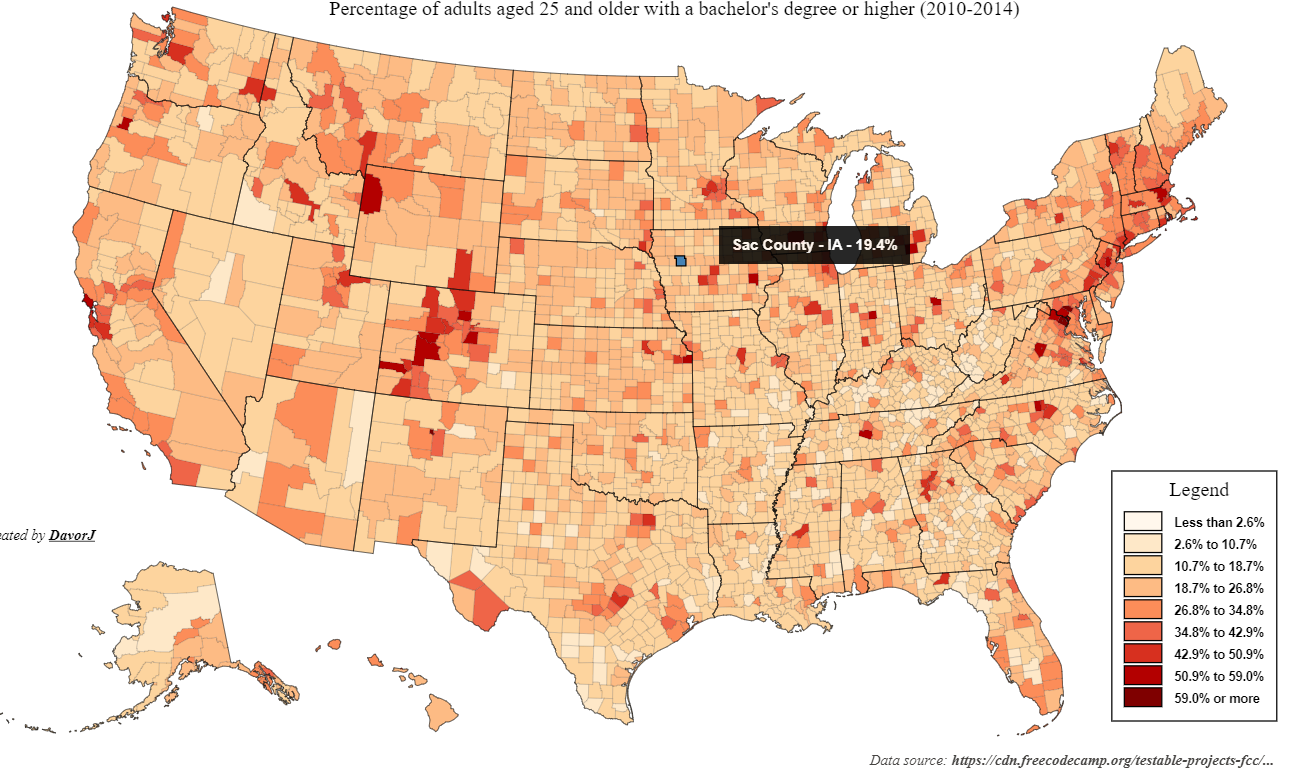 Percentage of adults aged 25 and older with a bachelor's degree or higher (2010-2014)
Sac County - IA - 19.4%
Legend
Less than 2.6%
2.6% to 10.7%
10.7% to 18.7%
18.7% to 26.8%
26.8% to 34.8%
34.8% to 42.9%
42.9% to 50.9%
50.9% to 59.0%
59.0% or more
ated by DavorJ
Data source: https://cdn.freecodecamp.org/testable-projects-fcc/...